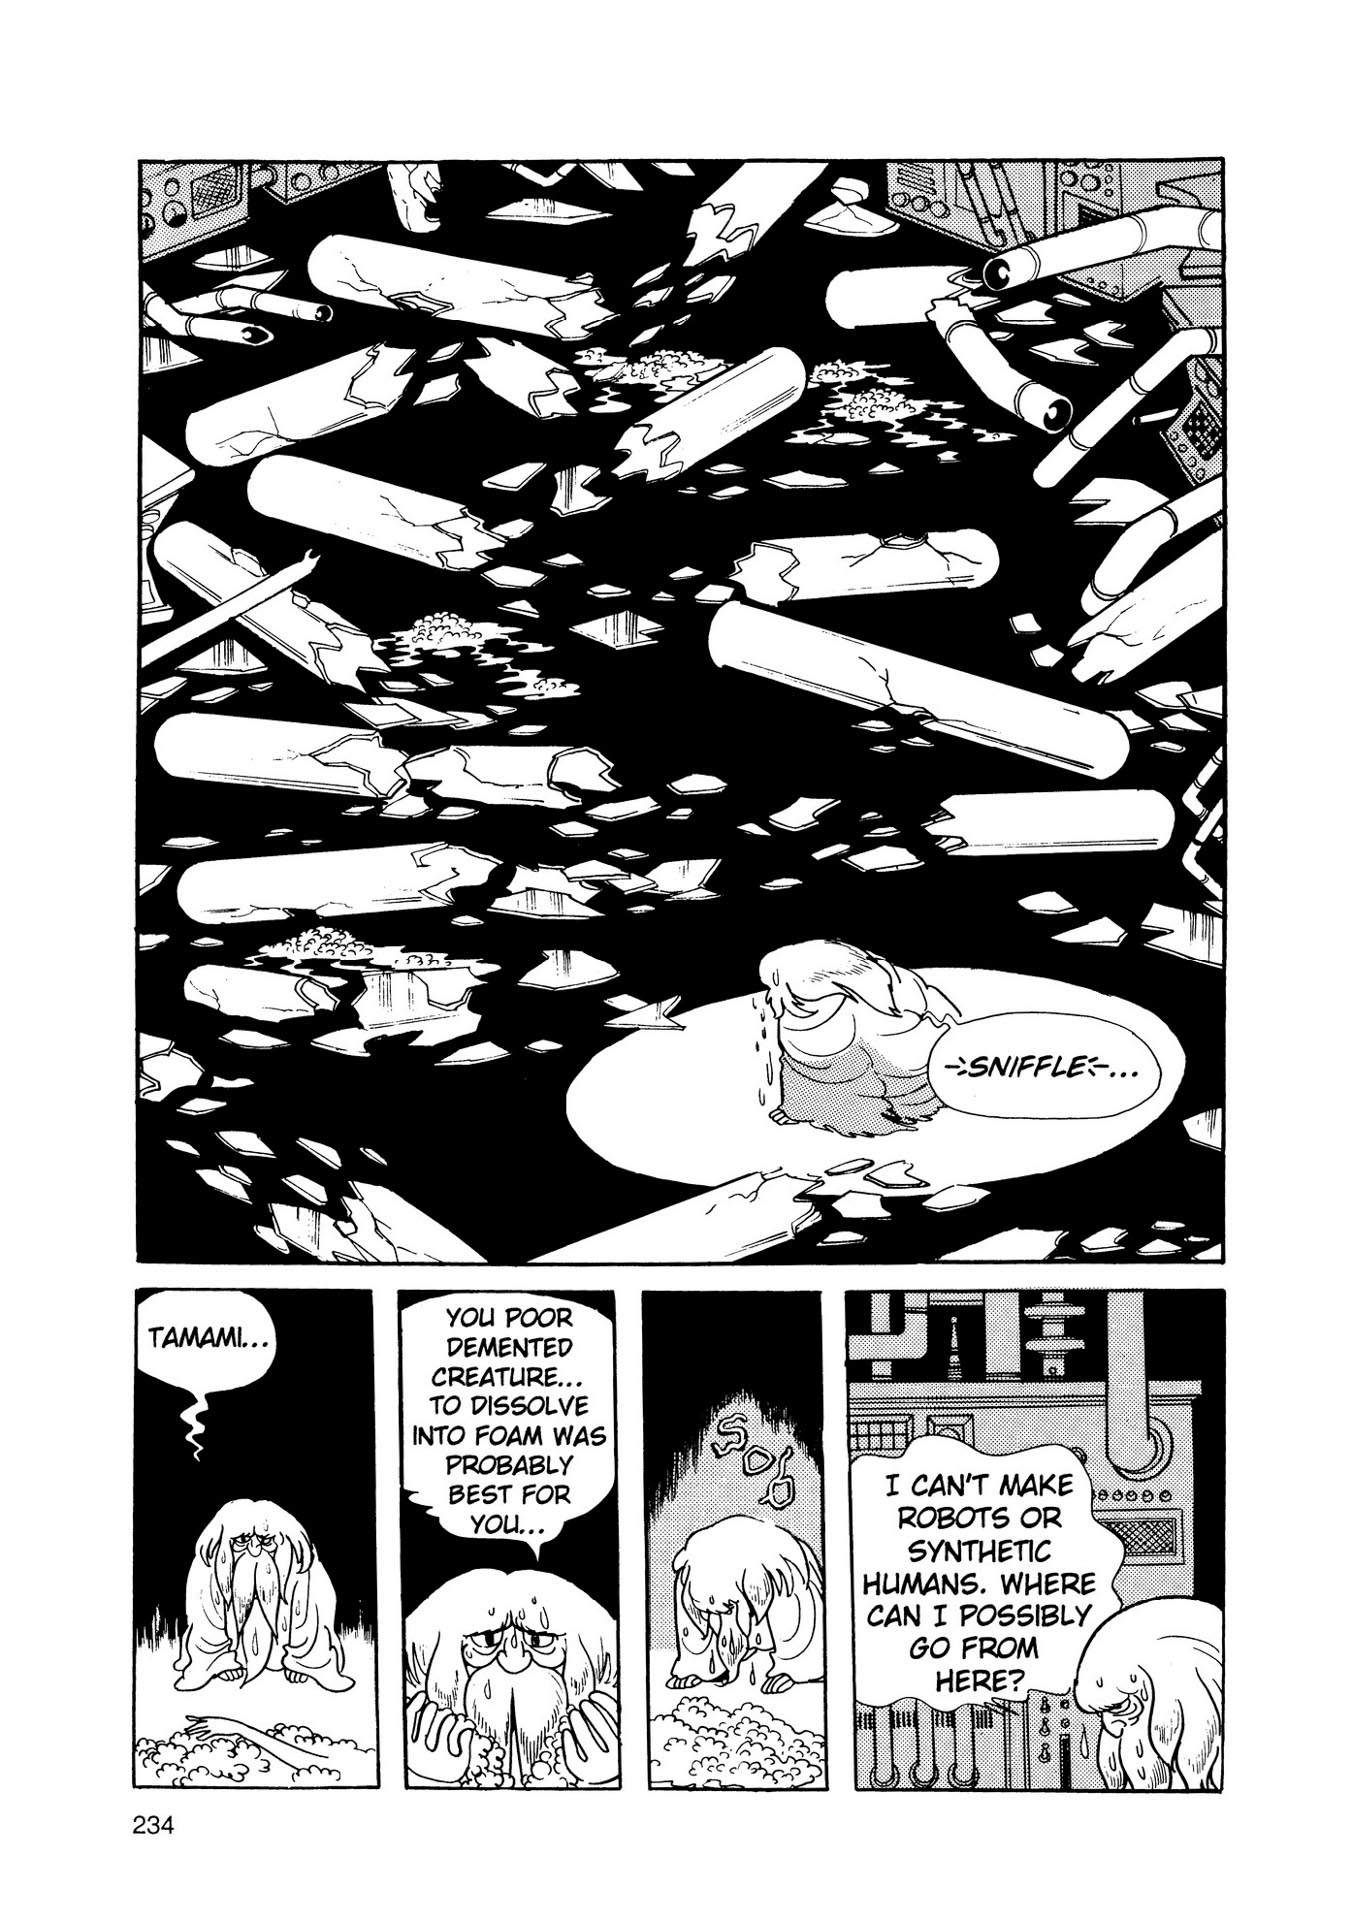 -SNIFFLE-...
TAMAMI...
YOU POOR
DEMENTED
CREATURE...
TO DISSOLVE
INTO FOAM WAS
PROBABLY
BEST FOR
YOU...
SOB
I CAN'T MAKE
ROBOTS OR
SYNTHETIC
HUMANS. WHERE
CAN I POSSIBLY
GO FROM
HERE?
234